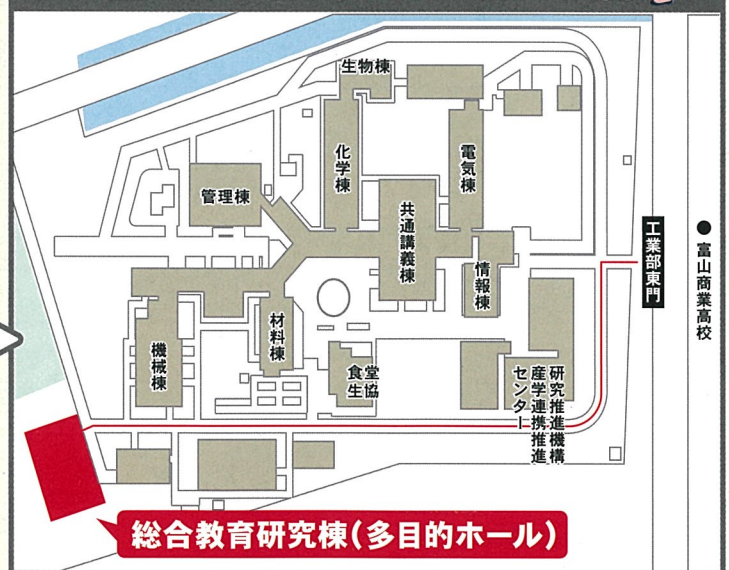 生物棟
化学棟
電気棟
管理棟
共通講義棟
情報棟
工業部東門
●富山商業高校
材料棟
機械棟
食堂
生協
研究推進機構
産学連携推進
センター
総合教育研究棟(多目的ホール)